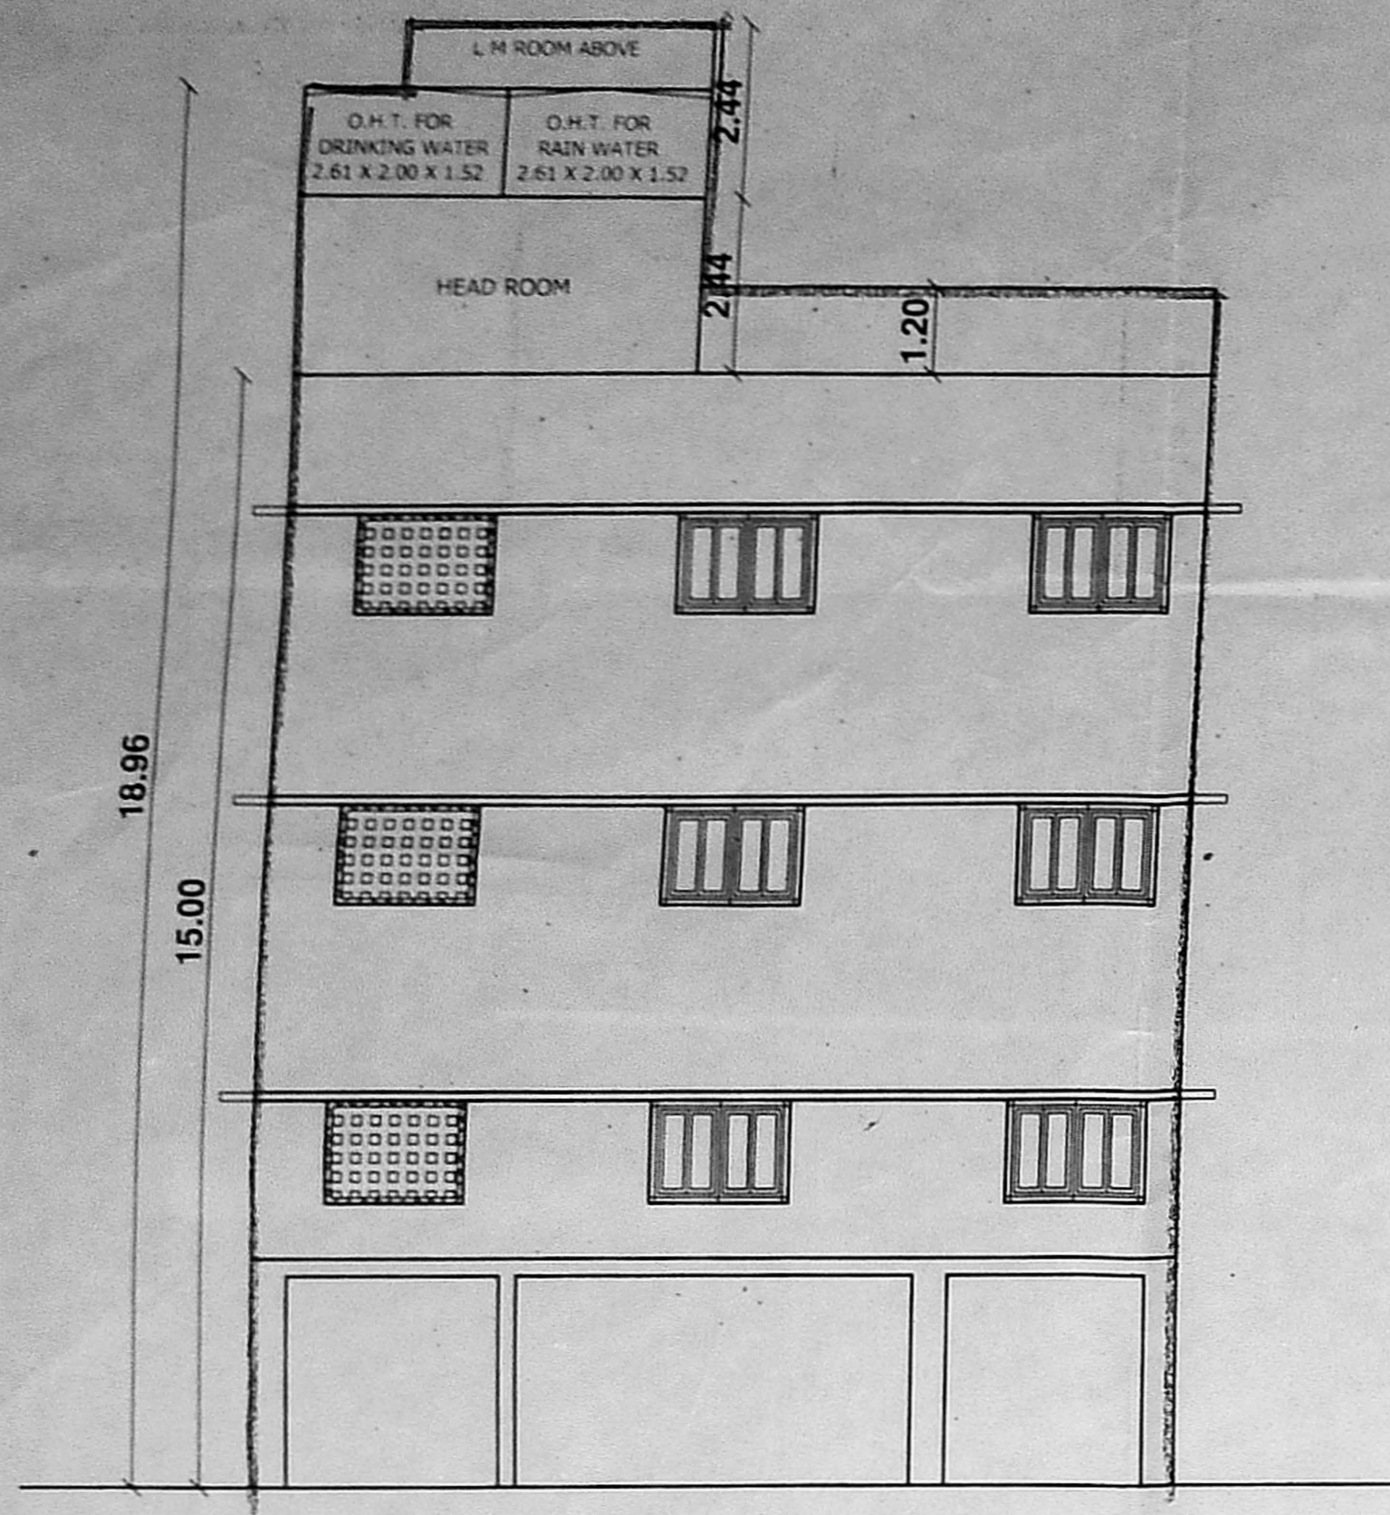 L M ROOM ABOVE
O.H.T. FOR
DRINKING WATER
2.61 X 2.00 X 1.52
O.H.T. FOR
RAIN WATER
2.61 X 2.00 X 1.52
2.44
HEAD ROOM
2.44
1.20
18.96
15.00